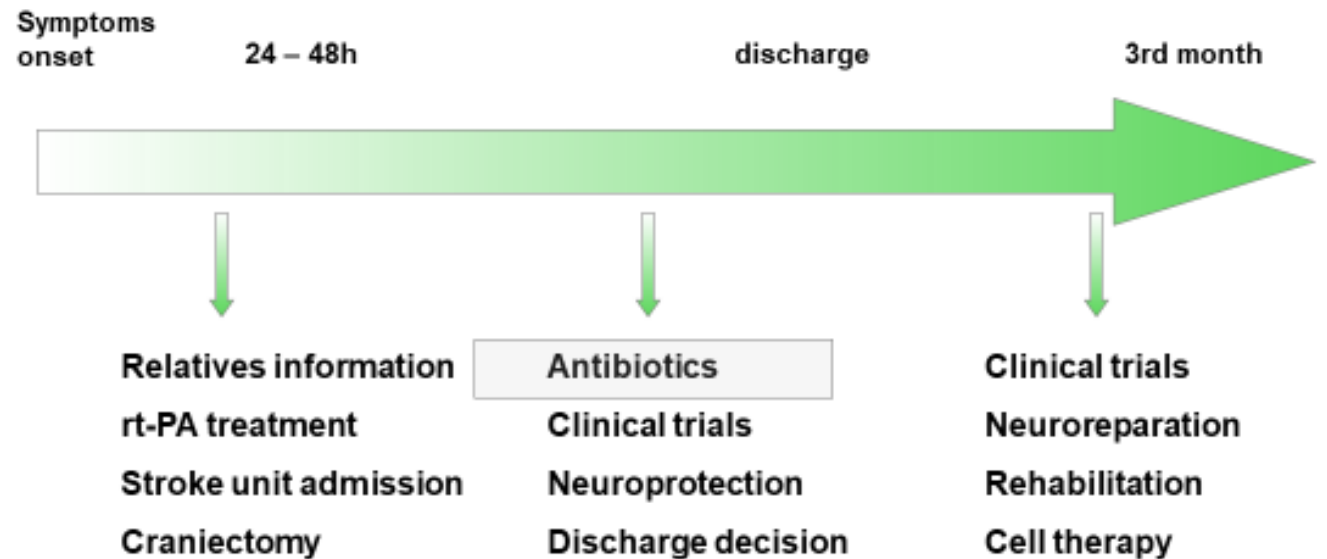 Symptoms
onset
24 – 48h
discharge
3rd month
Relatives information
rt-PA treatment
Stroke unit admission
Craniectomy
Antibiotics
Clinical trials
Neuroprotection
Discharge decision
Clinical trials
Neuroreparation
Rehabilitation
Cell therapy